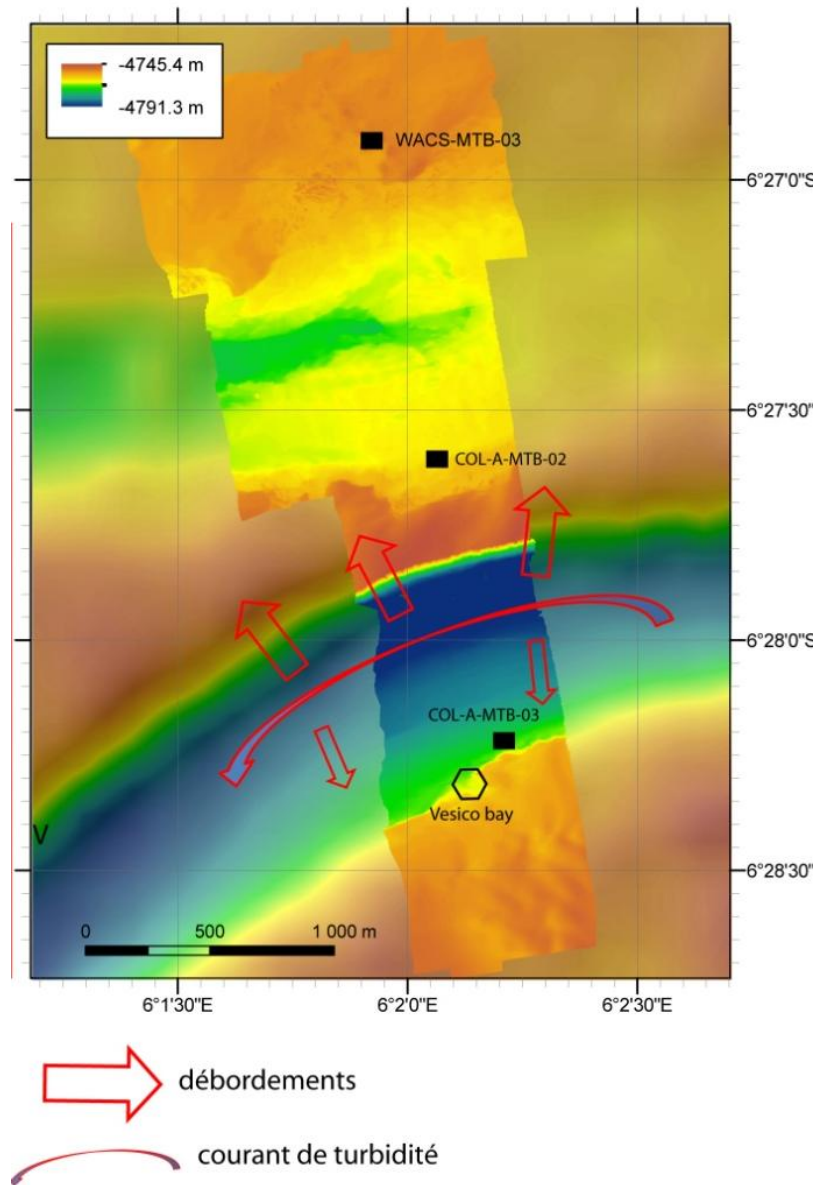 -4745.4 m
-4791.3 m
WACS-MTB-03
6°27'0"S
6°27'30"S
COL-A-MTB-02
6°28'0"S
COL-A-MTB-03
Vesico bay
V
6°28'30"S
0 500 1 000 m
6°1'30"E 6°2'0"E 6°2'30"E
débordements
courant de turbidité